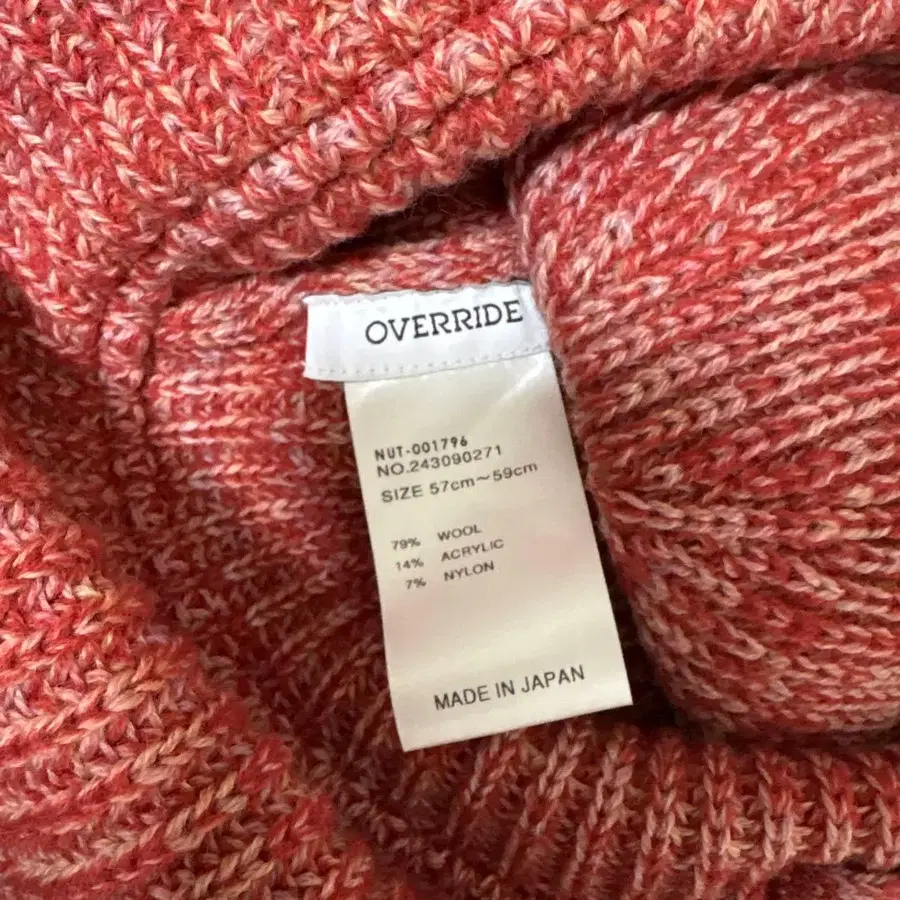 OVERRIDE
NUT-001796
NO.243090271
SIZE 57cm～59cm
79% WOOL
14% ACRYLIC
7% NYLON
MADE IN JAPAN